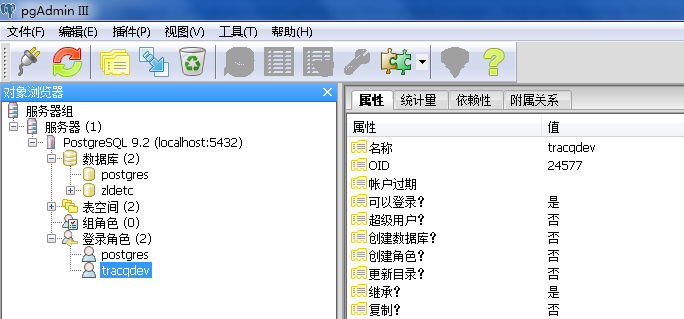 pgAdmin III
文件(F) 编辑(E) 插件(P) 视图(V) 工具(T) 帮助(H)
对象浏览器
服务器组
服务器 (1)
PostgreSQL 9.2 (localhost:5432)
数据库 (2)
postgres
zldetc
表空间 (2)
组角色 (0)
登录角色 (2)
postgres
tracqdev
属性 统计量 依赖性 附属关系
属性 值
名称 tracqdev
OID 24577
帐户过期
可以登录? 是
超级用户? 否
创建数据库? 否
创建角色? 否
更新目录? 否
继承? 是
复制? 否